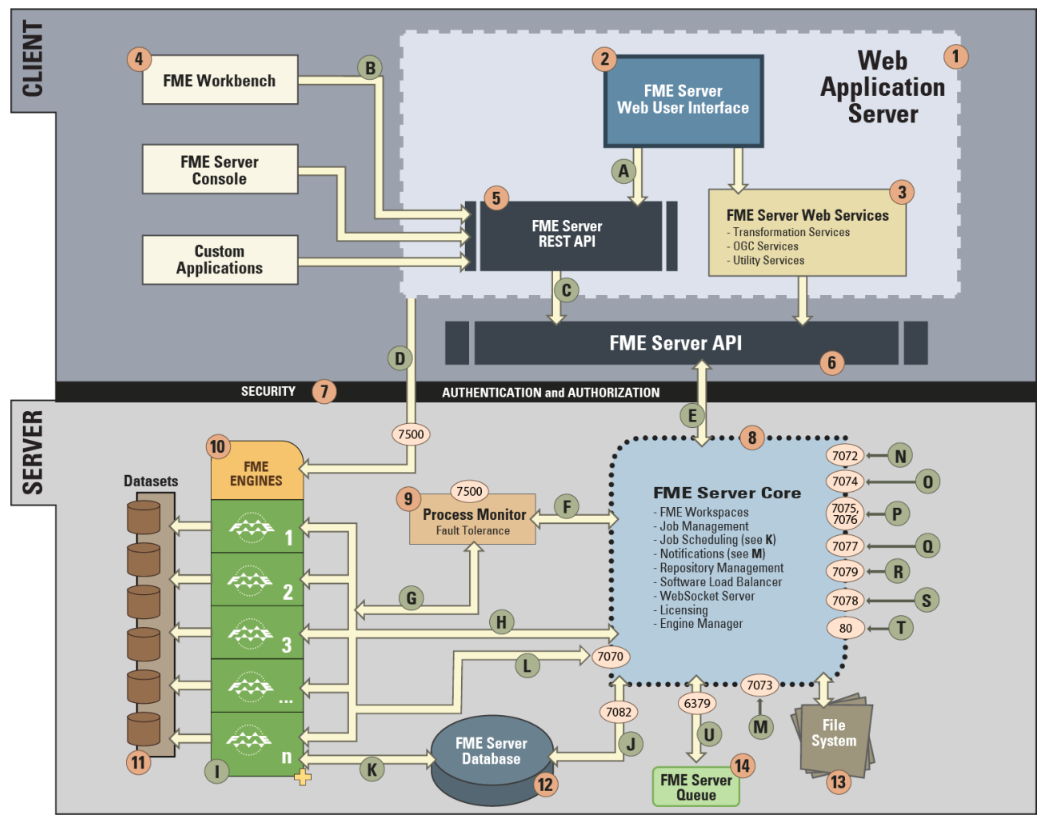 CLIENT
4
FME Workbench
B
FME Server
Console
Custom
Applications
1
Web
Application
Server
2
FME Server
Web User Interface
A
5
FME Server
REST API
3
FME Server Web Services
- Transformation Services
- OGC Services
- Utility Services
C
FME Server API
6
D
SECURITY
7
AUTHENTICATION and AUTHORIZATION
SERVER
E
7500
10
FME
ENGINES
Datasets
1
2
3
...
n
11
I
7500
9
Process Monitor
Fault Tolerance
F
G
H
L
8
FME Server Core
- FME Workspaces
- Job Management
- Job Scheduling (see K)
- Notifications (see M)
- Repository Management
- Software Load Balancer
- WebSocket Server
- Licensing
- Engine Manager
7072
N
7074
O
7075,
7076
P
7077
Q
7079
R
7078
S
80
T
7070
7082
J
6379
U
7073
M
K
FME Server
Database
12
FME Server
Queue
14
File
System
13